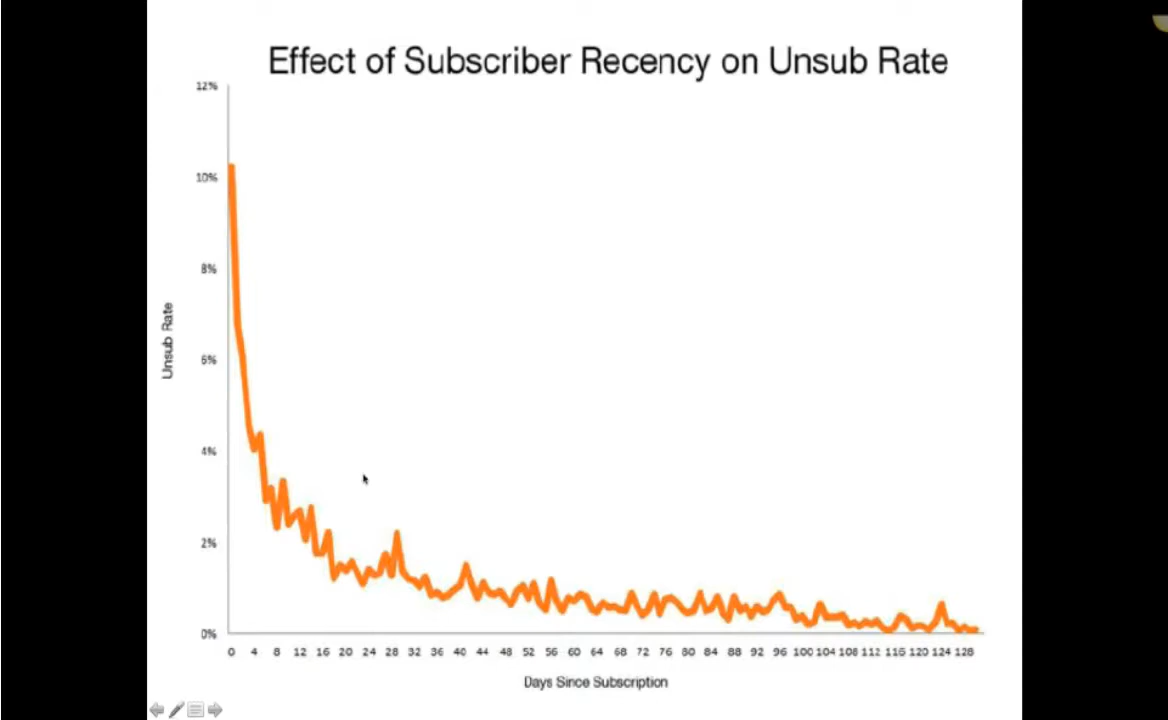 Effect of Subscriber Recency on Unsub Rate
12%
10%
8%
6%
4%
2%
0%
Unsub Rate
0 4 8 12 16 20 24 28 32 36 40 44 48 52 56 60 64 68 72 76 80 84 88 92 96 100 104 108 112 116 120 124 128
Days Since Subscription